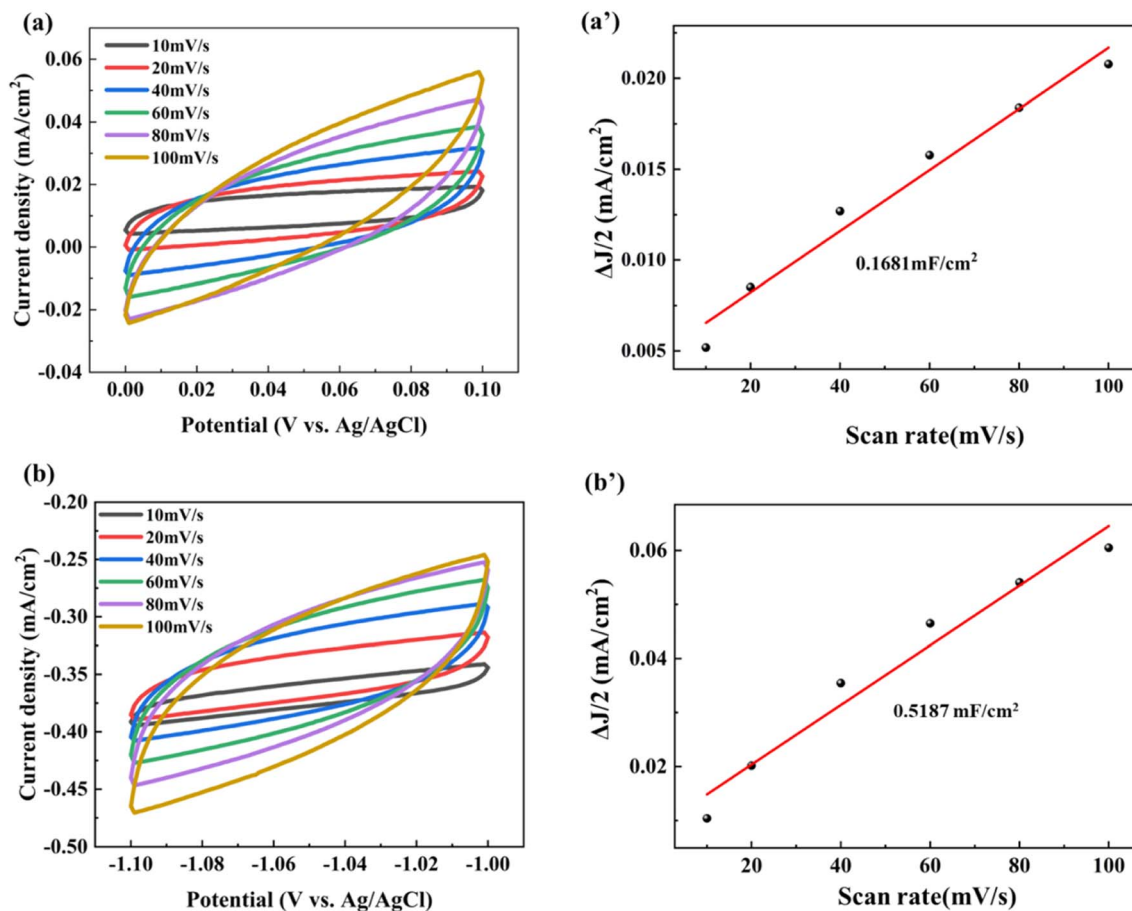 (a)
10mV/s
20mV/s
40mV/s
60mV/s
80mV/s
100mV/s
0.06
0.04
0.02
0.00
-0.02
-0.04
Current density (mA/cm²)
0.00 0.02 0.04 0.06 0.08 0.10
Potential (V vs. Ag/AgCl)
(a’)
0.020
0.015
0.010
0.005
ΔJ/2 (mA/cm²)
0.1681mF/cm²
20 40 60 80 100
Scan rate(mV/s)
(b)
10mV/s
20mV/s
40mV/s
60mV/s
80mV/s
100mV/s
-0.20
-0.25
-0.30
-0.35
-0.40
-0.45
-0.50
Current density (mA/cm²)
-1.10 -1.08 -1.06 -1.04 -1.02 -1.00
Potential (V vs. Ag/AgCl)
(b’)
0.06
0.04
0.02
ΔJ/2 (mA/cm²)
0.5187 mF/cm²
20 40 60 80 100
Scan rate(mV/s)